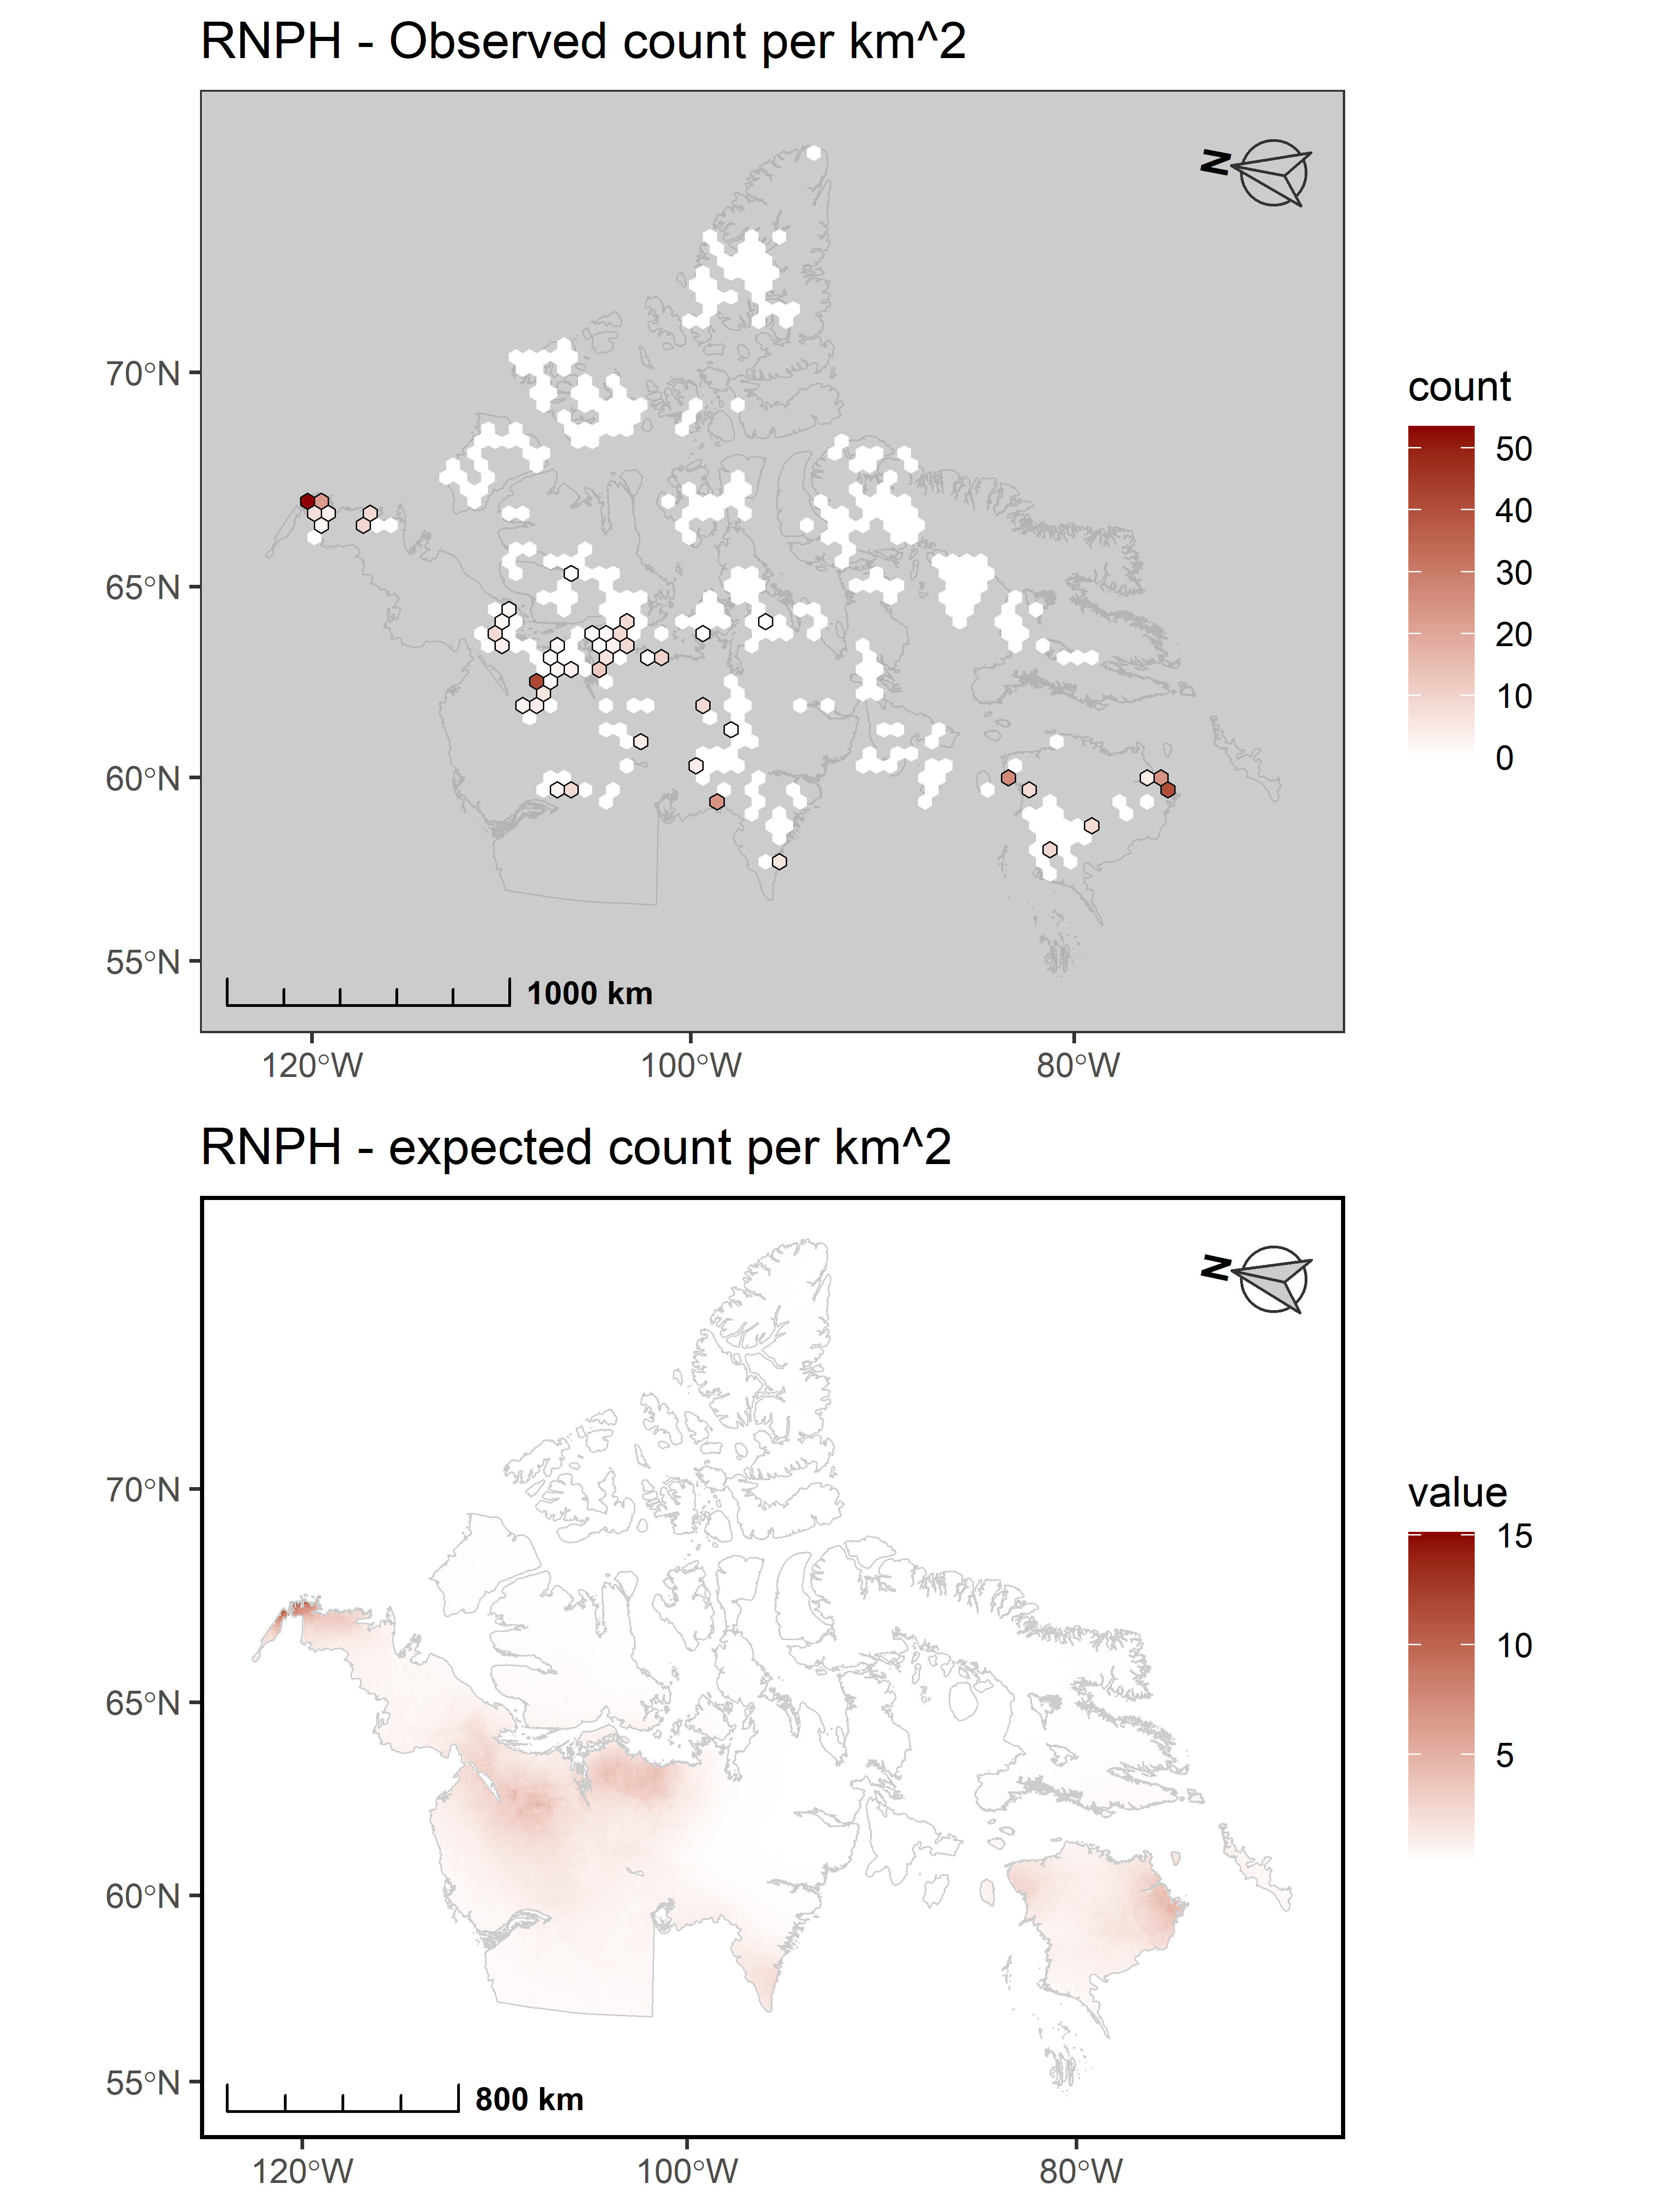 RNPH - Observed count per km^2
N
70°N
65°N
60°N
55°N
1000 km
120°W
100°W
80°W
count
50
40
30
20
10
0
RNPH - expected count per km^2
N
70°N
65°N
60°N
55°N
800 km
120°W
100°W
80°W
value
15
10
5